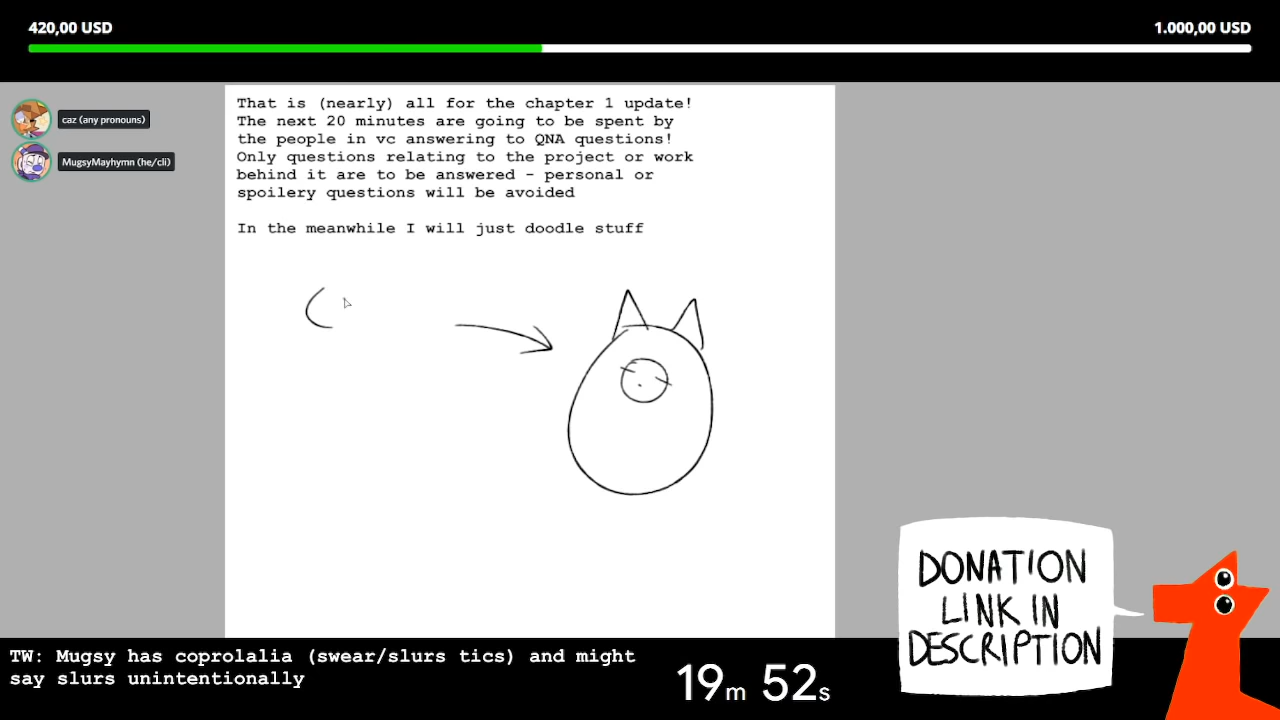 420,00 USD
1.000,00 USD
caz (any pronouns)
MugsyMayhymn (he/cli)
That is (nearly) all for the chapter 1 update!
The next 20 minutes are going to be spent by
the people in vc answering to QNA questions!
Only questions relating to the project or work
behind it are to be answered - personal or
spoilery questions will be avoided
In the meanwhile I will just doodle stuff
DONATION
LINK IN
DESCRIPTION
TW: Mugsy has coprolalia (swear/slurs tics) and might
say slurs unintentionally
19m 52s